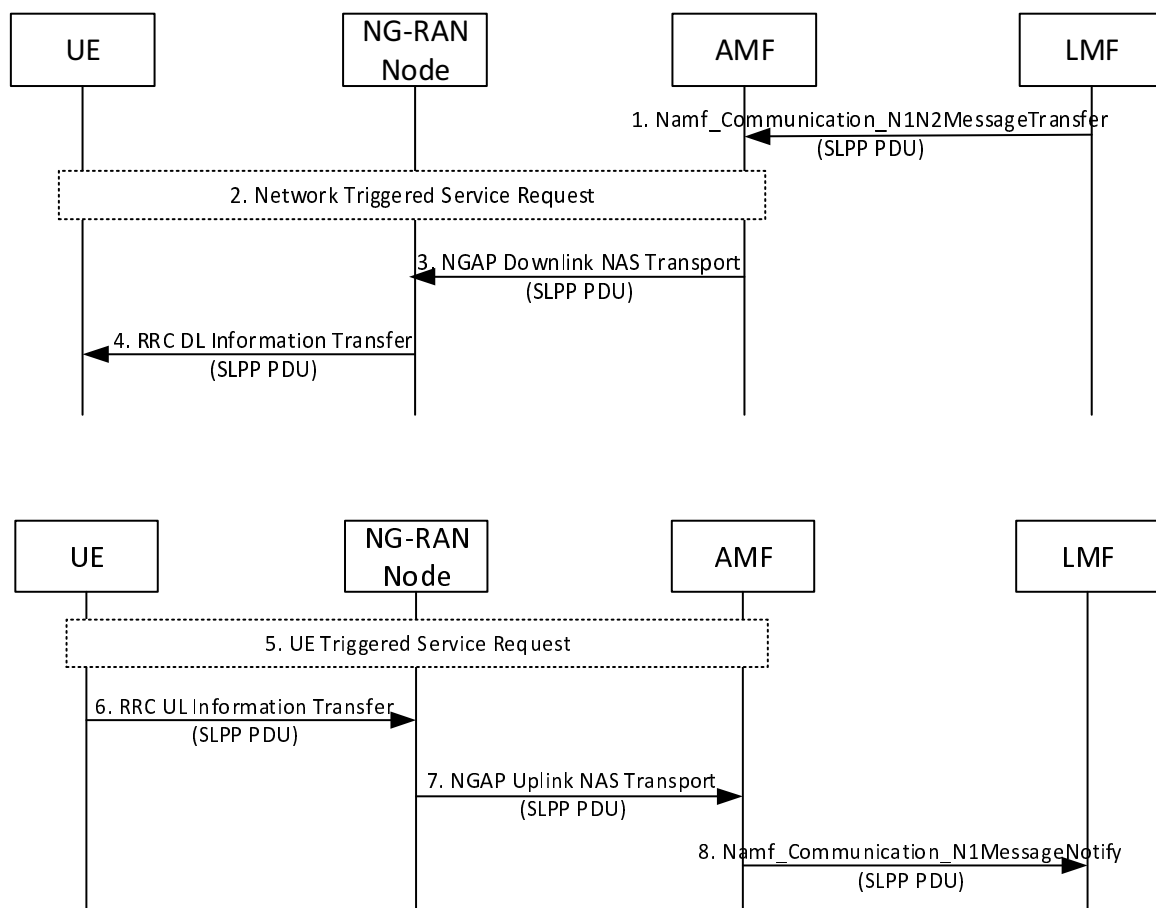 UE
NG-RAN
Node
AMF
LMF
1. Namf_Communication_N1N2MessageTransfer
(SLPP PDU)
2. Network Triggered Service Request
3. NGAP Downlink NAS Transport
(SLPP PDU)
4. RRC DL Information Transfer
(SLPP PDU)
UE
NG-RAN
Node
AMF
LMF
5. UE Triggered Service Request
6. RRC UL Information Transfer
(SLPP PDU)
7. NGAP Uplink NAS Transport
(SLPP PDU)
8. Namf_Communication_N1MessageNotify
(SLPP PDU)